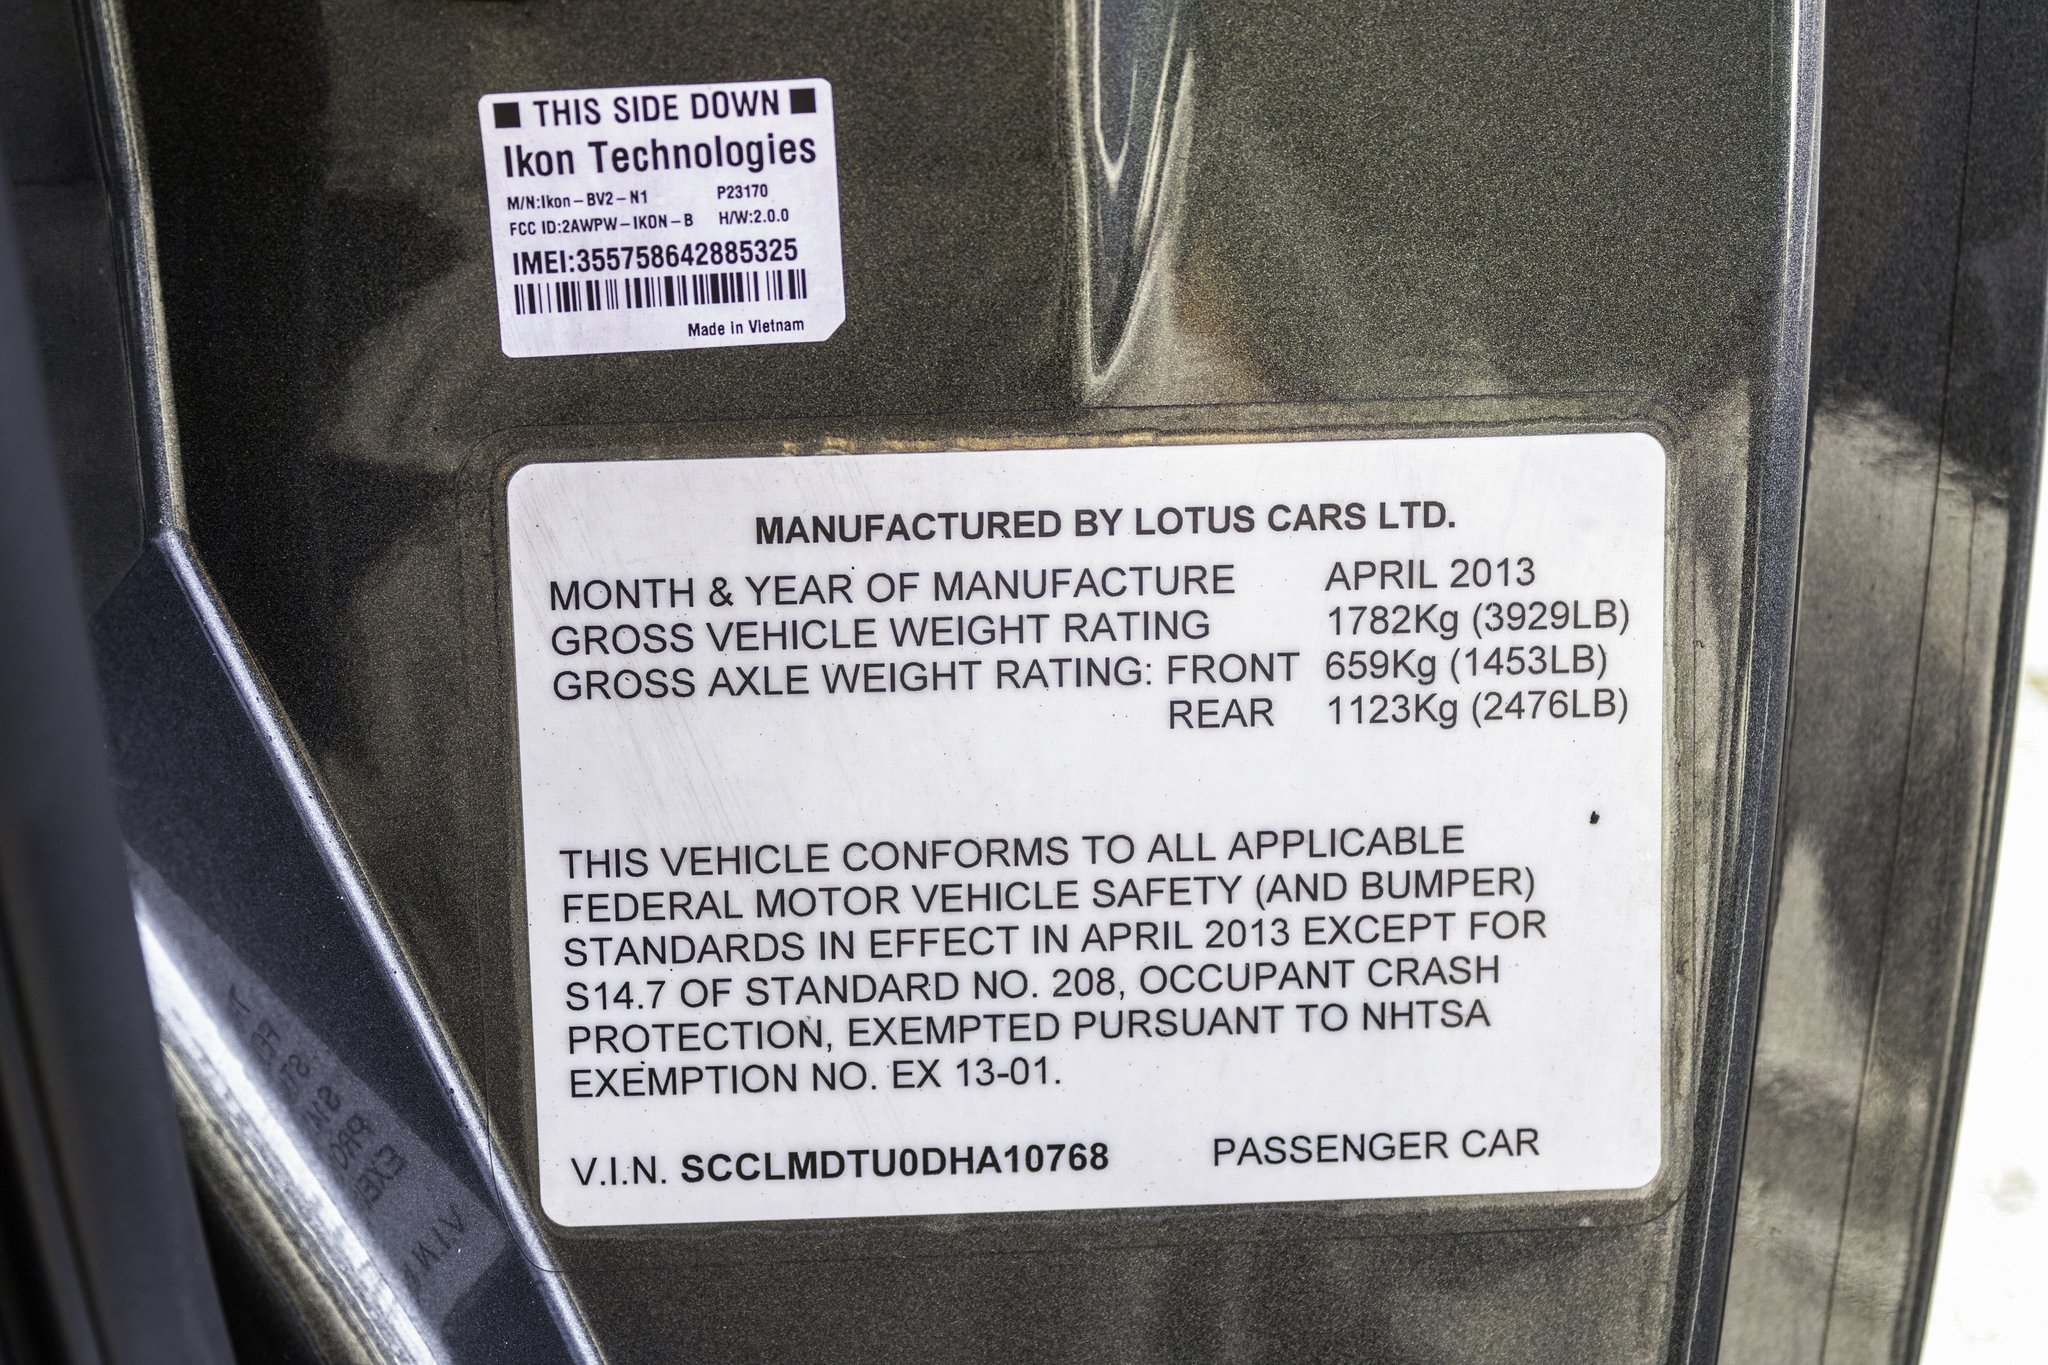 THIS SIDE DOWN
Ikon Technologies
M/N:Ikon-BV2-N1 P23170
FCC ID:2AWPW-IKON-B H/W:2.0.0
IMEI:355758642885325
Made in Vietnam
MANUFACTURED BY LOTUS CARS LTD.
MONTH & YEAR OF MANUFACTURE APRIL 2013
GROSS VEHICLE WEIGHT RATING 1782Kg (3929LB)
GROSS AXLE WEIGHT RATING: FRONT 659Kg (1453LB)
REAR 1123Kg (2476LB)
THIS VEHICLE CONFORMS TO ALL APPLICABLE
FEDERAL MOTOR VEHICLE SAFETY (AND BUMPER)
STANDARDS IN EFFECT IN APRIL 2013 EXCEPT FOR
S14.7 OF STANDARD NO. 208, OCCUPANT CRASH
PROTECTION, EXEMPTED PURSUANT TO NHTSA
EXEMPTION NO. EX 13-01.
V.I.N. SCCLMDTU0DHA10768 PASSENGER CAR